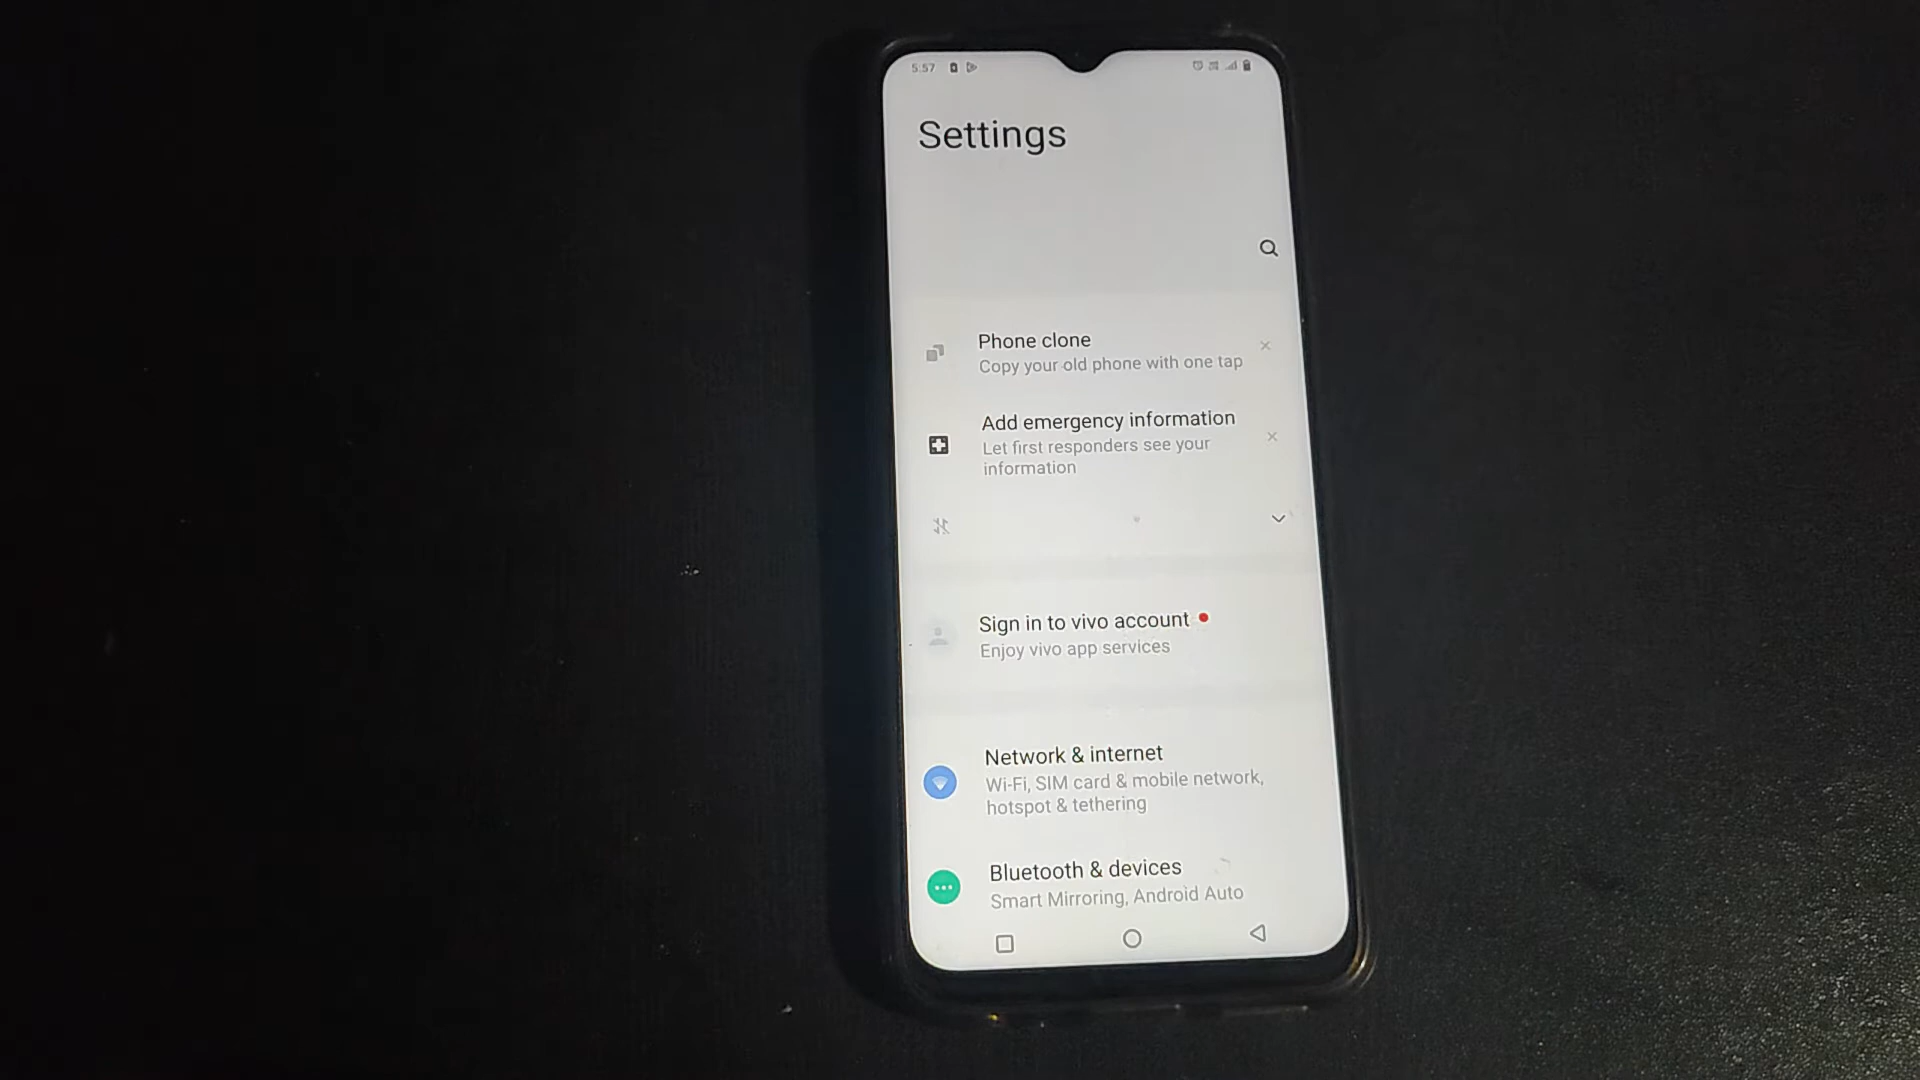 5:57
Settings
Phone clone
Copy your old phone with one tap
Add emergency information
Let first responders see your
information
Sign in to vivo account
Enjoy vivo app services
Network & internet
Wi-Fi, SIM card & mobile network,
hotspot & tethering
Bluetooth & devices
Smart Mirroring, Android Auto